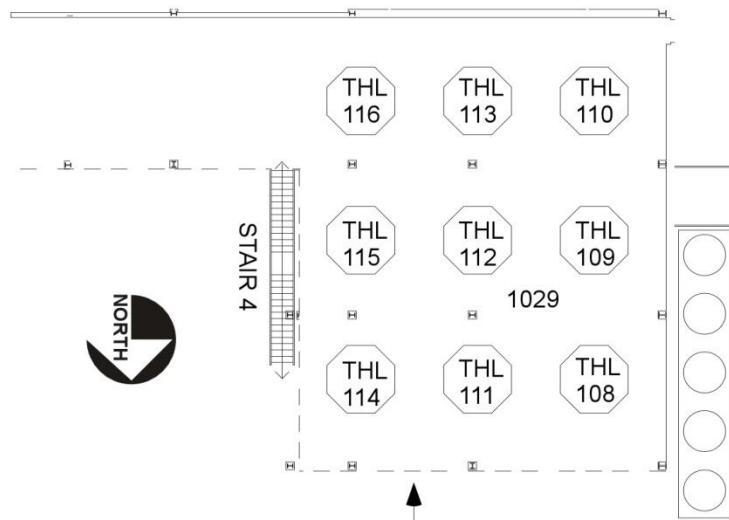 THL
116
THL
113
THL
110
THL
115
THL
112
THL
109
STAIR 4
1029
NORTH
THL
114
THL
111
THL
108